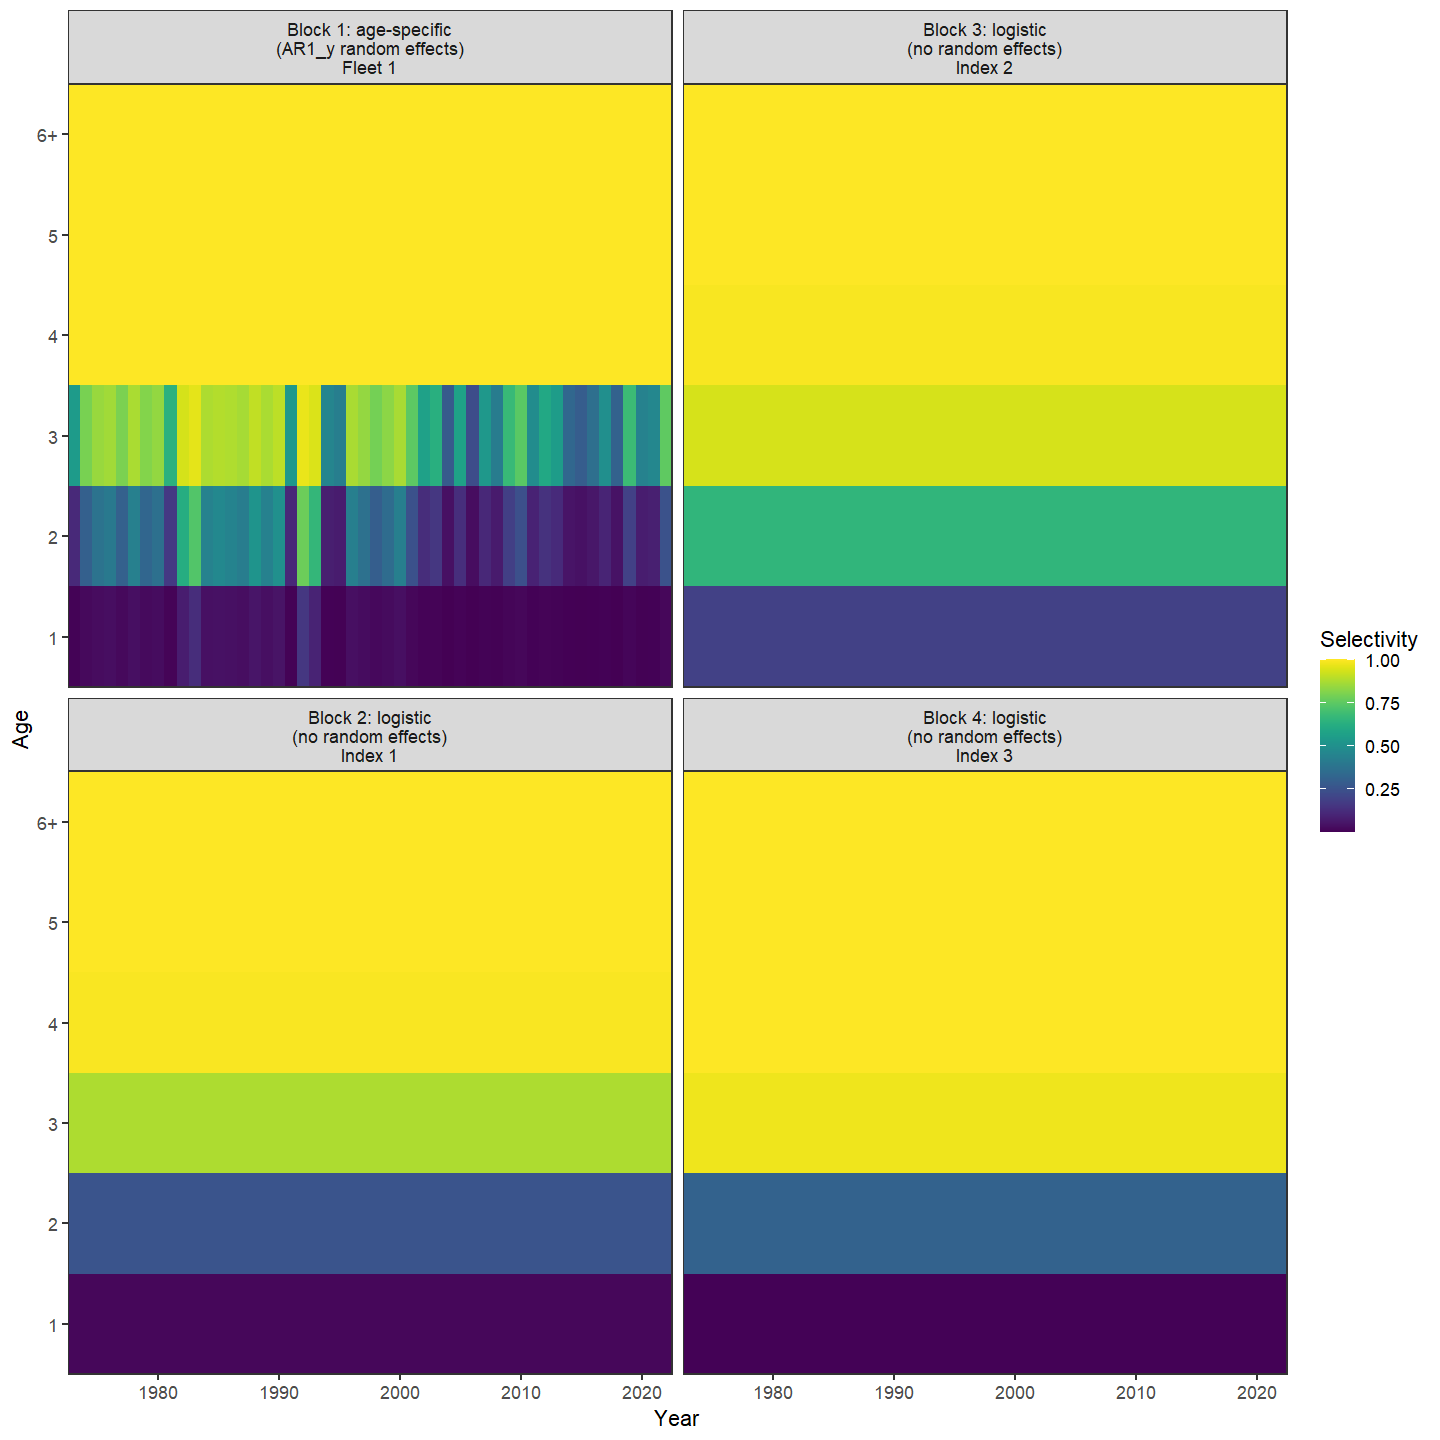 Block 1: age-specific
(AR1_y random effects)
Fleet 1
Block 3: logistic
(no random effects)
Index 2
6+
5
4
3
2
1
Block 2: logistic
(no random effects)
Index 1
Block 4: logistic
(no random effects)
Index 3
6+
5
4
3
2
1
Age
1980
1990
2000
2010
2020
1980
1990
2000
2010
2020
Year
Selectivity
1.00
0.75
0.50
0.25